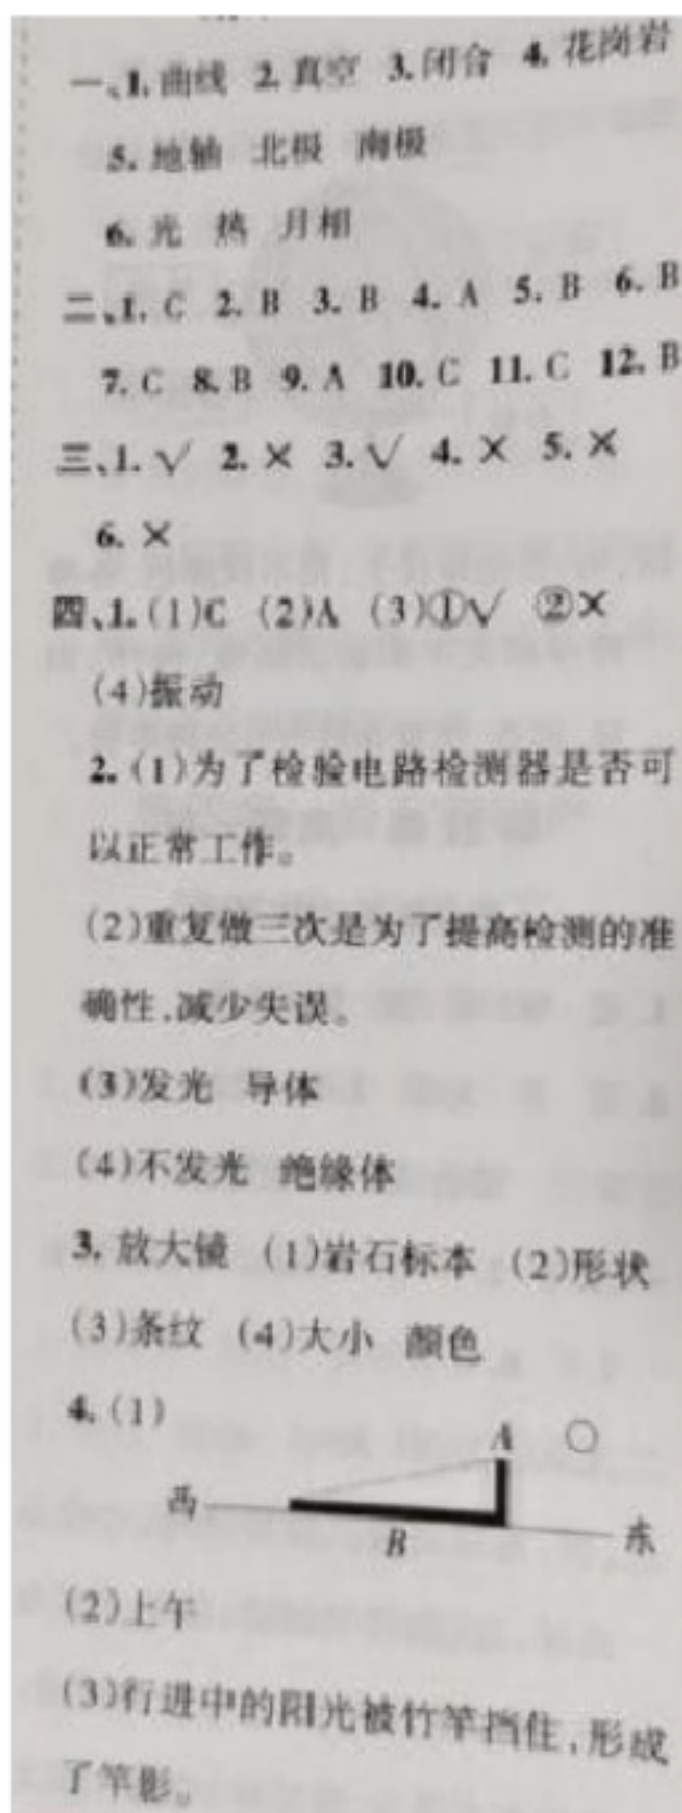 一、1. 曲线 2. 真空 3. 闭合 4. 花岗岩
5. 地轴 北极 南极
6. 光 热 月相
二、1. C 2. B 3. B 4. A 5. B 6. B
7. C 8. B 9. A 10. C 11. C 12. B
三、1. √ 2. × 3. √ 4. × 5. ×
6. ×
四、1. (1)C (2)A (3)①√ ②×
(4)振动
2. (1)为了检验电路检测器是否可
以正常工作。
(2)重复做三次是为了提高检测的准
确性,减少失误。
(3)发光 导体
(4)不发光 绝缘体
3. 放大镜 (1)岩石标本 (2)形状
(3)条纹 (4)大小 颜色
4. (1)
A
西
B
东
(2)上午
(3)行进中的阳光被竹竿挡住,形成
了竿影。